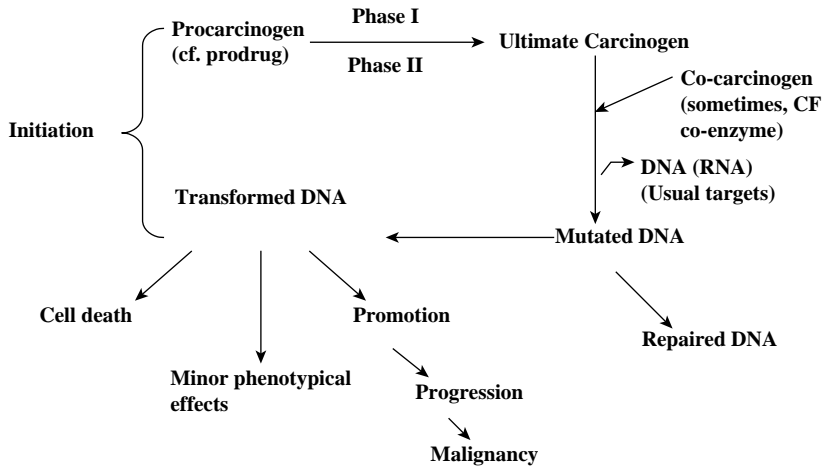 Procarcinogen
(cf. prodrug)
Phase I
Phase II
Ultimate Carcinogen
Co-carcinogen
(sometimes, CF
co-enzyme)
Initiation
DNA (RNA)
(Usual targets)
Transformed DNA
Mutated DNA
Cell death
Promotion
Repaired DNA
Minor phenotypical
effects
Progression
Malignancy